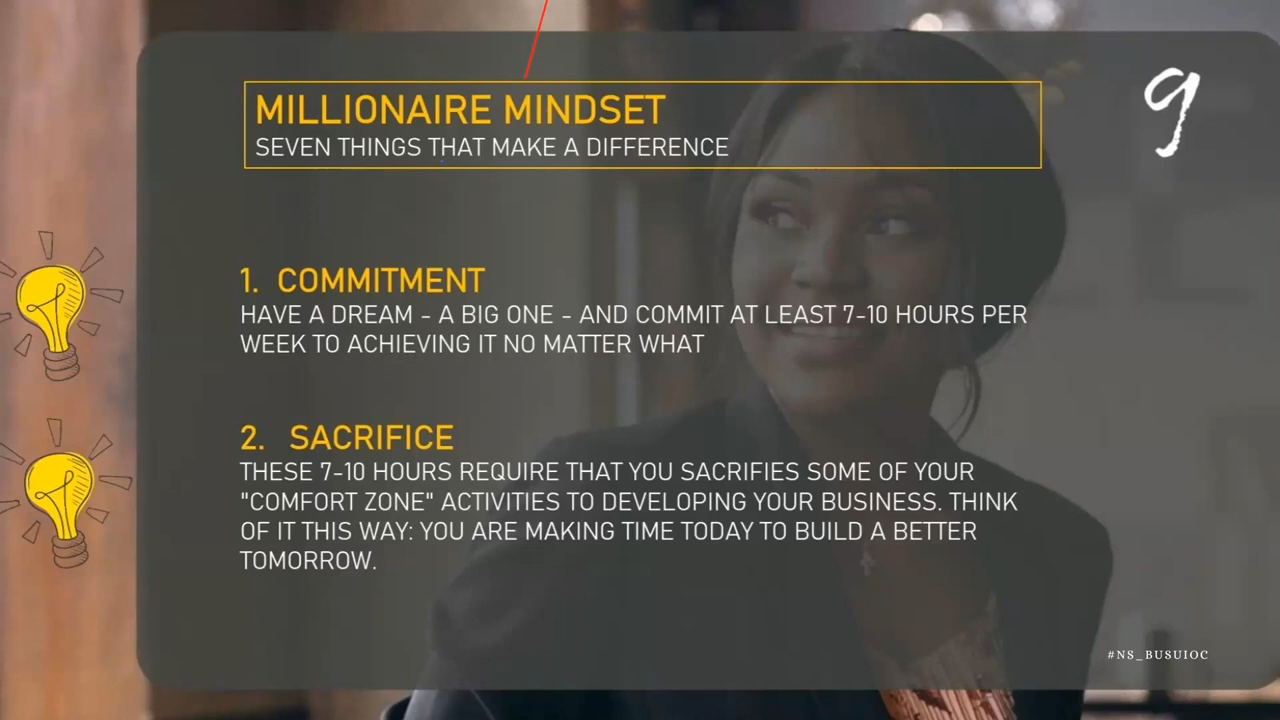 MILLIONAIRE MINDSET
SEVEN THINGS THAT MAKE A DIFFERENCE
9
1. COMMITMENT
HAVE A DREAM - A BIG ONE - AND COMMIT AT LEAST 7-10 HOURS PER
WEEK TO ACHIEVING IT NO MATTER WHAT
2. SACRIFICE
THESE 7-10 HOURS REQUIRE THAT YOU SACRIFIES SOME OF YOUR
"COMFORT ZONE" ACTIVITIES TO DEVELOPING YOUR BUSINESS. THINK
OF IT THIS WAY: YOU ARE MAKING TIME TODAY TO BUILD A BETTER
TOMORROW.
#NS_BUSUIOC